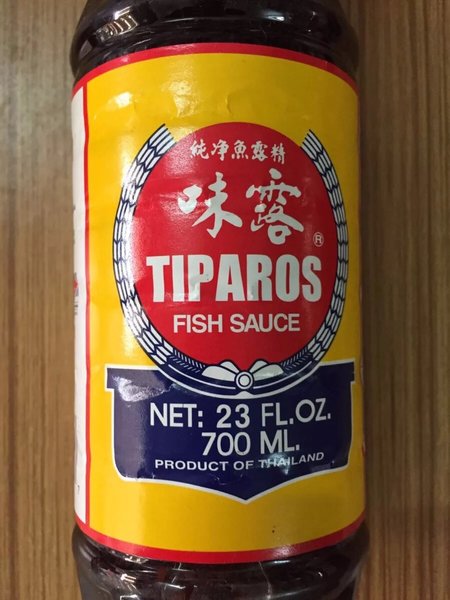 純净魚露精
味露
®
TIPAROS
FISH SAUCE
NET: 23 FL.OZ.
700 ML.
PRODUCT OF THAILAND